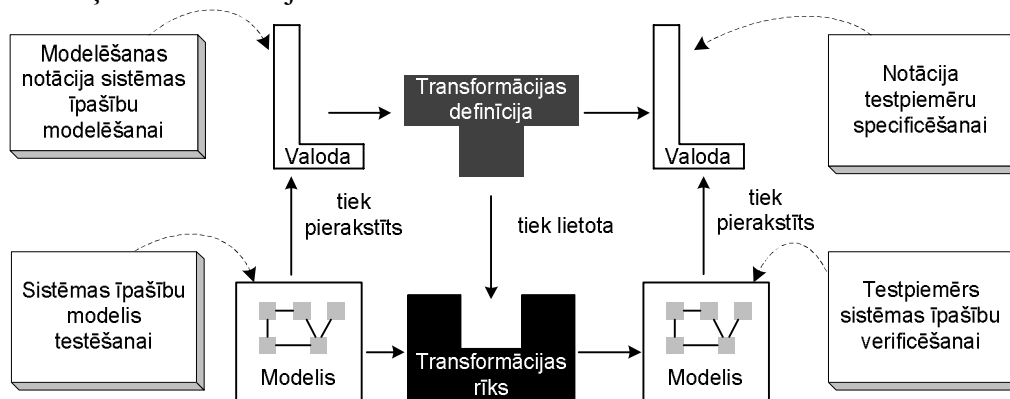 Modelēšanas
notācija sistēmas
īpašību
modelēšanai
Valoda
Transformācijas
definīcija
Valoda
Notācija
testpiemēru
specificēšanai
tiek
pierakstīts
tiek lietota
tiek
pierakstīts
Sistēmas īpašību
modelis
testēšanai
Modelis
Transformācijas
rīks
Modelis
Testpiemērs
sistēmas īpašību
verificēšanai